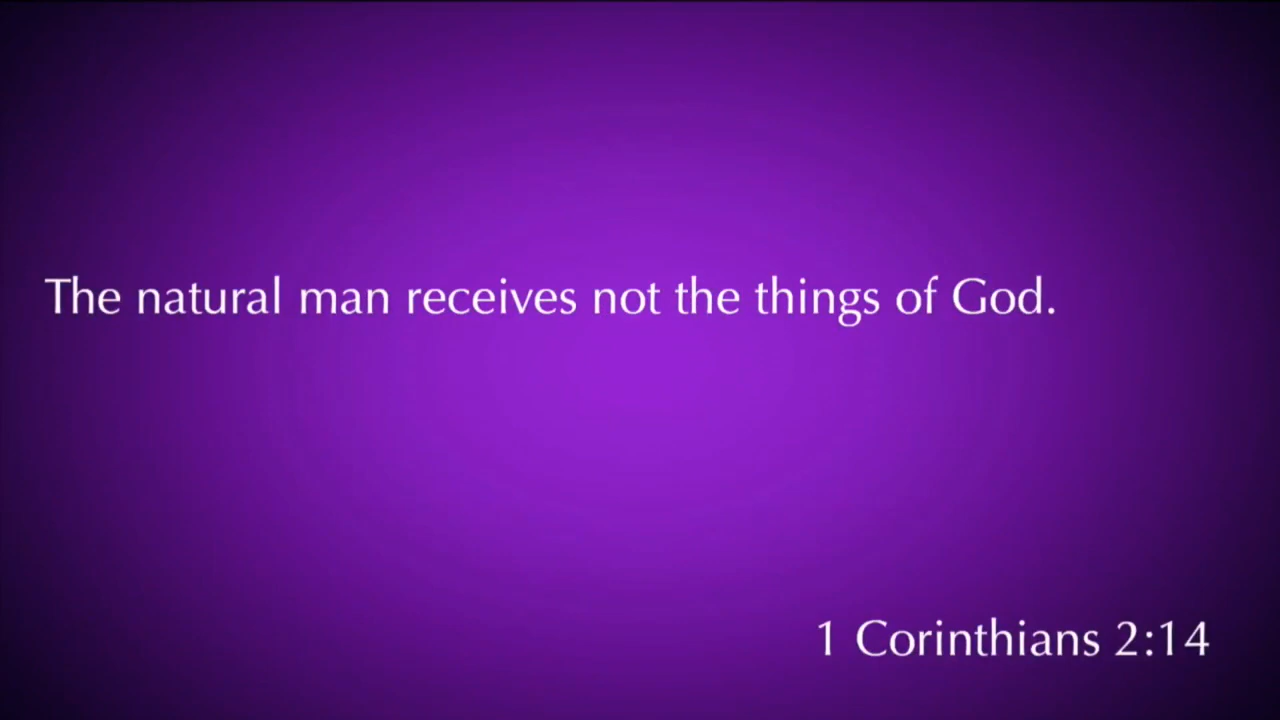 The natural man receives not the things of God.
1 Corinthians 2:14